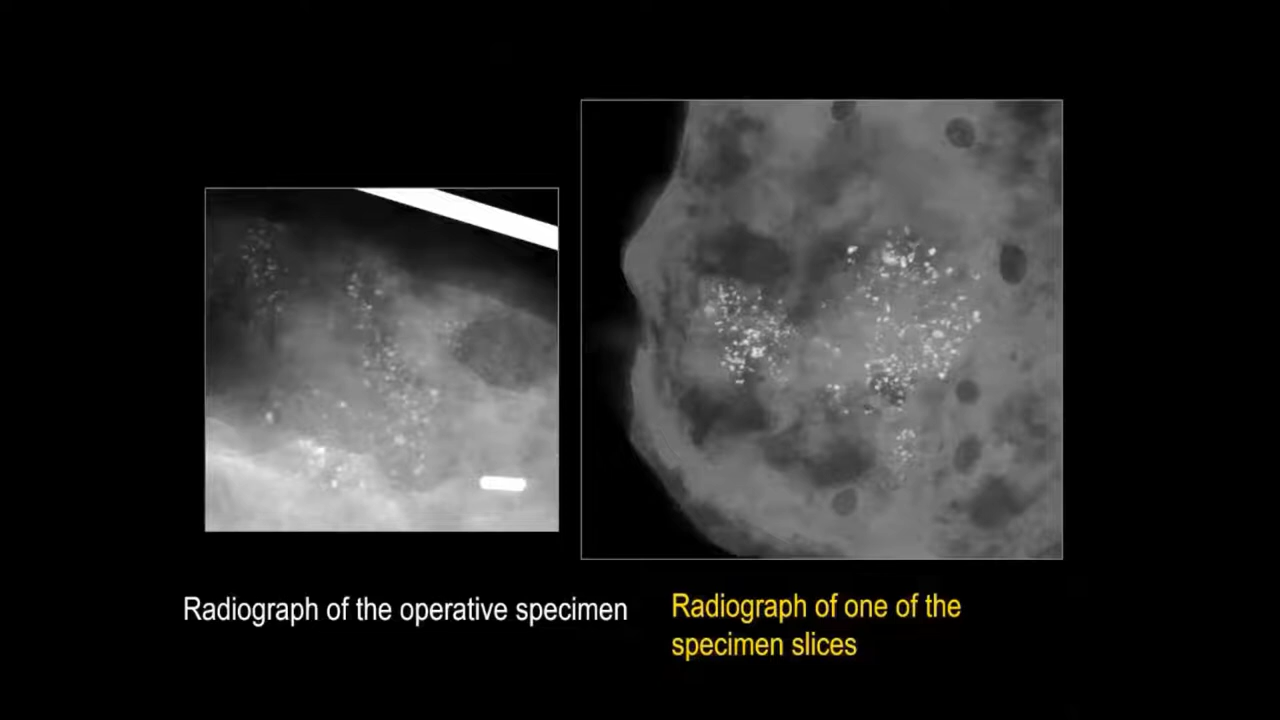 Radiograph of the operative specimen
Radiograph of one of the
specimen slices